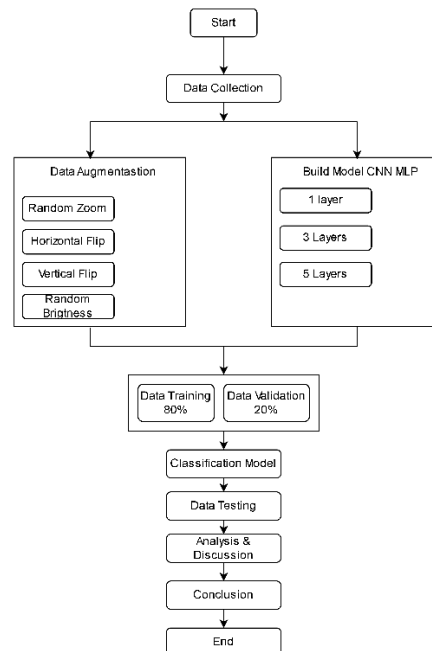 Start
Data Collection
Data Augmentastion
Random Zoom
Horizontal Flip
Vertical Flip
Random
Brigtness
Build Model CNN MLP
1 layer
3 Layers
5 Layers
Data Training
80%
Data Validation
20%
Classification Model
Data Testing
Analysis &
Discussion
Conclusion
End